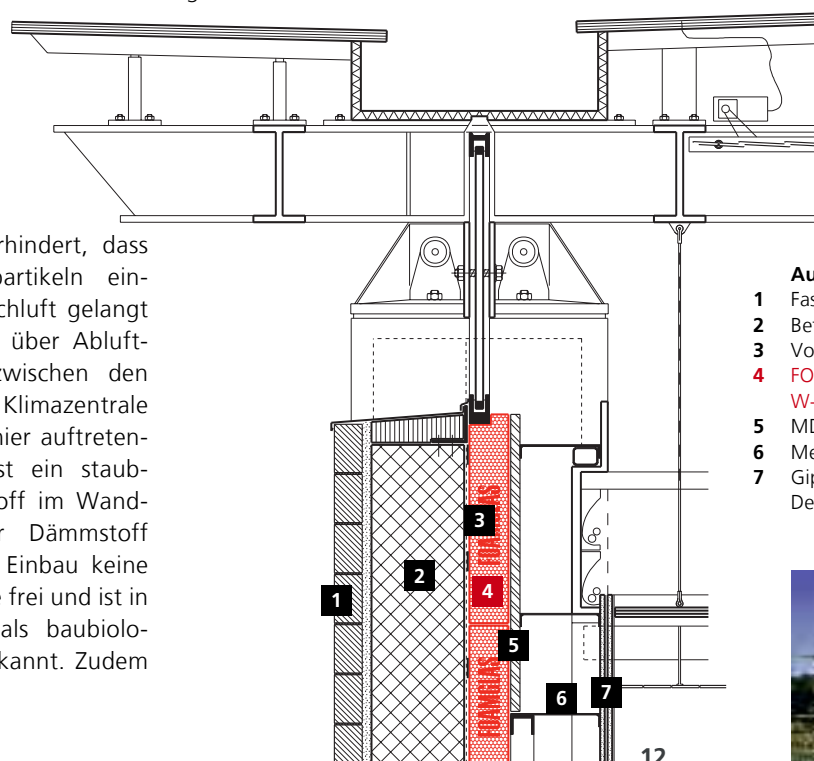 rhindert, dass
partikeln ein-
chluft gelangt
über Abluft-
zwischen den
Klimazentrale
hier auftreten-
st ein staub-
off im Wand-
r Dämmstoff
Einbau keine
e frei und ist in
als baubiolo-
kannt. Zudem
FOAMGLAS
FOAMGLAS
1
2
3
4
5
6
7
12
Au
1 Fas
2 Bet
3 Vo
4 FO
W-
5 MD
6 Me
7 Gip
De